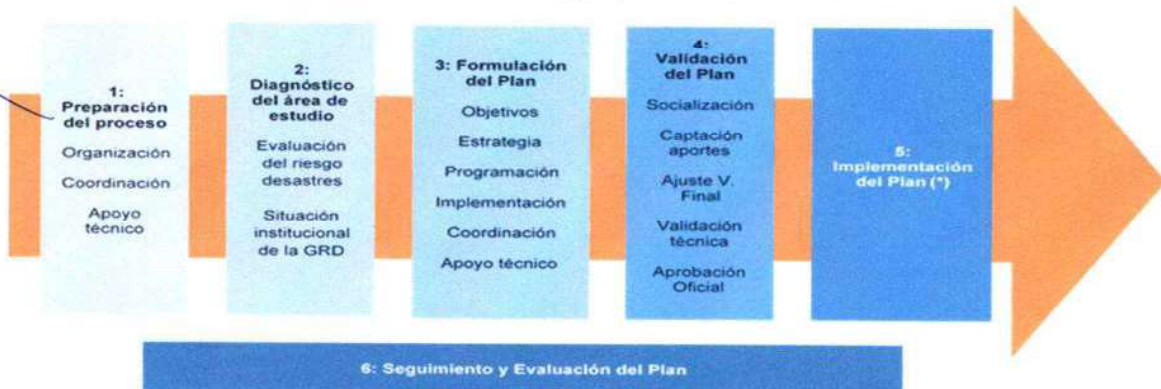 1:
Preparación
del proceso
Organización
Coordinación
Apoyo
técnico
2:
Diagnóstico
del área de
estudio
Evaluación
del riesgo
desastres
Situación
institucional
de la GRD
3: Formulación
del Plan
Objetivos
Estrategia
Programación
Implementación
Coordinación
Apoyo técnico
4:
Validación
del Plan
Socialización
Captación
aportes
Ajuste V.
Final
Validación
técnica
Aprobación
Oficial
5:
Implementación
del Plan (*)
6: Seguimiento y Evaluación del Plan